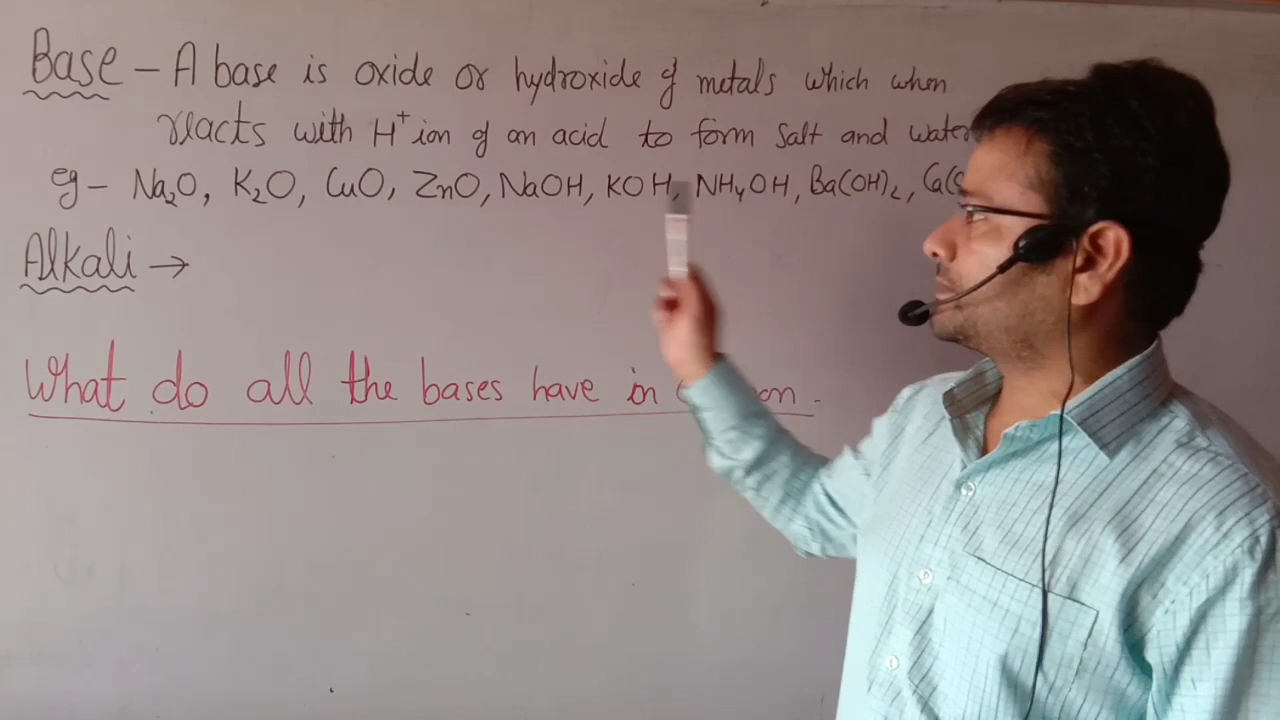 Base – A base is oxide or hydroxide of metals which when
reacts with H⁺ ion of an acid to form salt and water
eg – Na₂O, K₂O, CuO, ZnO, NaOH, KOH, NH₄OH, Ba(OH)₂,
Alkali →
What do all the bases have in